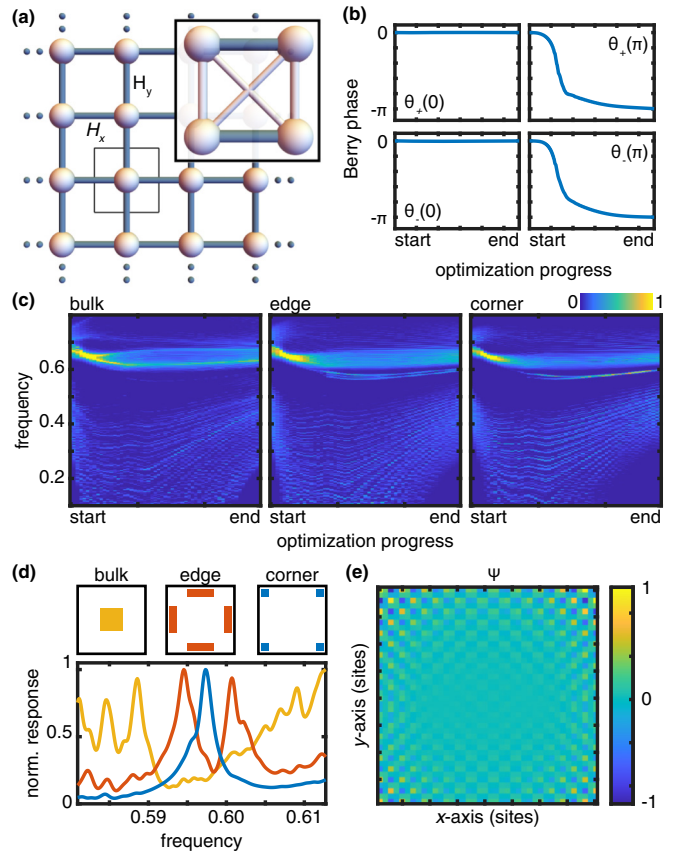 (a)
H_y
H_x
(b)
Berry phase
0
-π
θ_+(0)
θ_+(π)
0
-π
θ_-(0)
θ_-(π)
start end
start end
optimization progress
(c)
bulk edge corner
0 1
frequency
0.6
0.4
0.2
start end
start end
start end
optimization progress
(d)
bulk edge corner
norm. response
1
0.5
0
0.59 0.60 0.61
frequency
(e)
Ψ
y-axis (sites)
x-axis (sites)
1
0
-1